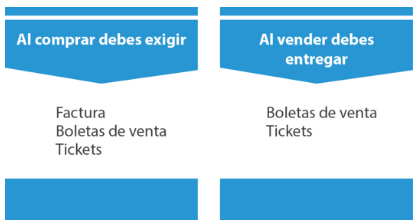 Al comprar debes exigir
Factura
Boletas de venta
Tickets
Al vender debes
entregar
Boletas de venta
Tickets